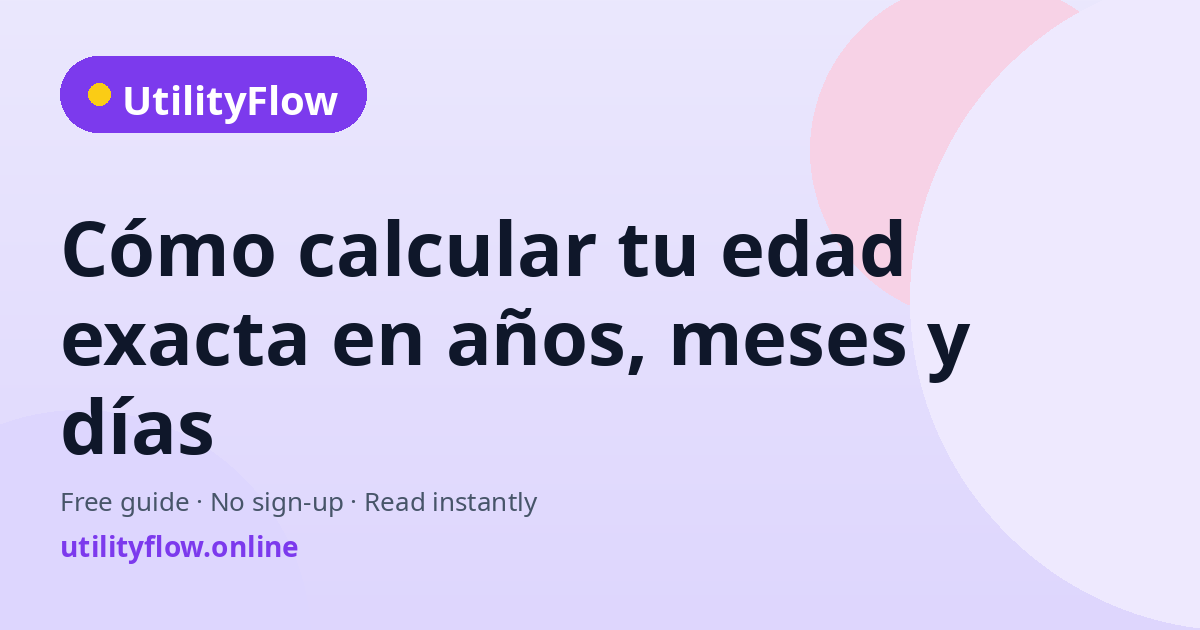 UtilityFlow
Cómo calcular tu edad
exacta en años, meses y
días
Free guide · No sign-up · Read instantly
utilityflow.online